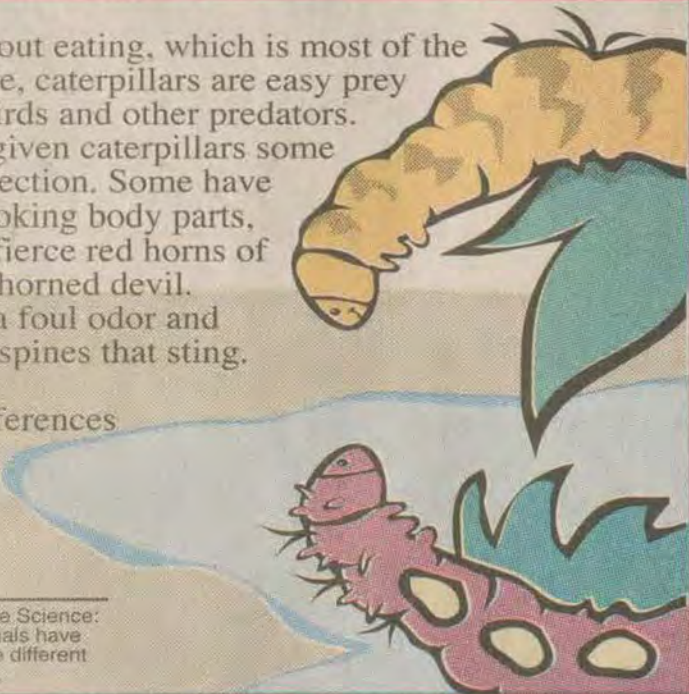 out eating, which is most of the
e, caterpillars are easy prey
irds and other predators.
given caterpillars some
ection. Some have
oking body parts,
fierce red horns of
horned devil.
a foul odor and
spines that sting.
ferences
e Science:
als have
e different